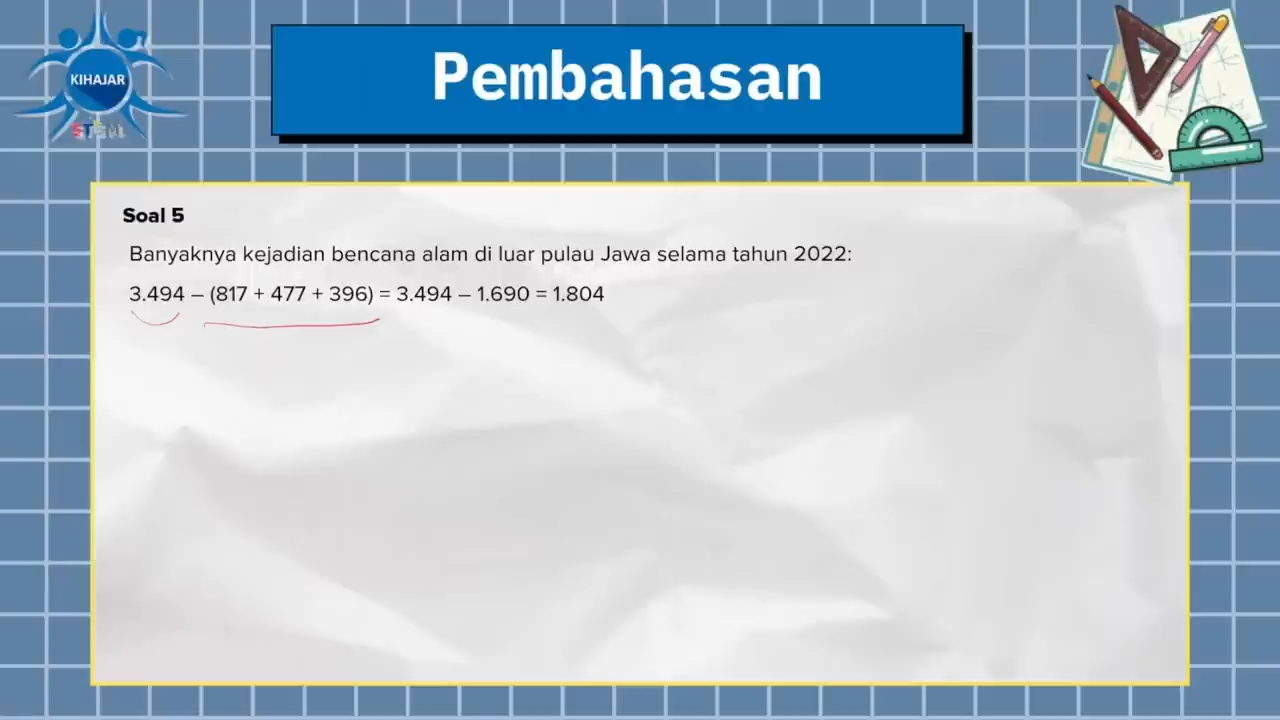 KIHAJAR
STEM
Pembahasan
Soal 5
Banyaknya kejadian bencana alam di luar pulau Jawa selama tahun 2022:
3.494 – (817 + 477 + 396) = 3.494 – 1.690 = 1.804